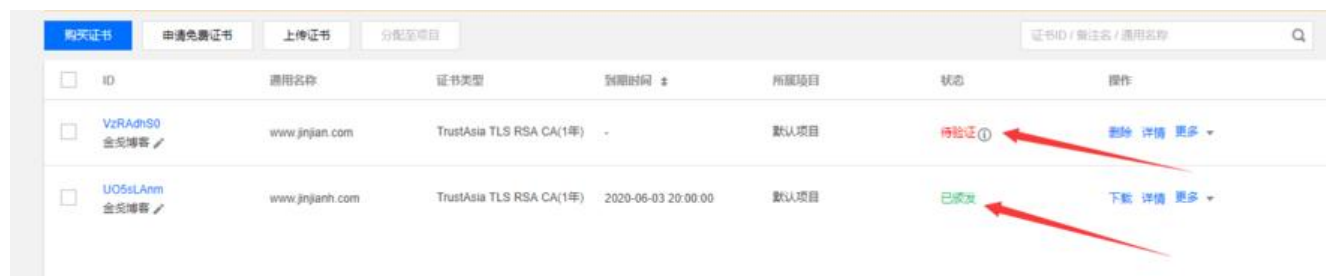 购买证书 申请免费证书 上传证书 分配至项目 证书ID / 备注名 / 通用名称
ID 通用名称 证书类型 到期时间 所属项目 状态 操作
VzRAdhS0 www.jinjian.com TrustAsia TLS RSA CA(1年) - 默认项目 待验证 删除 详情 更多
金戋博客
UO5sLAnm www.jinjianh.com TrustAsia TLS RSA CA(1年) 2020-06-03 20:00:00 默认项目 已颁发 下载 详情 更多
金戋博客